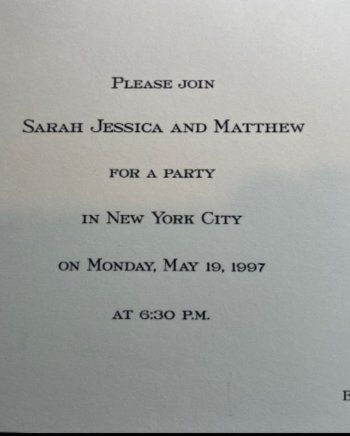 Please join
Sarah Jessica and Matthew
for a party
in New York City
on Monday, May 19, 1997
at 6:30 p.m.